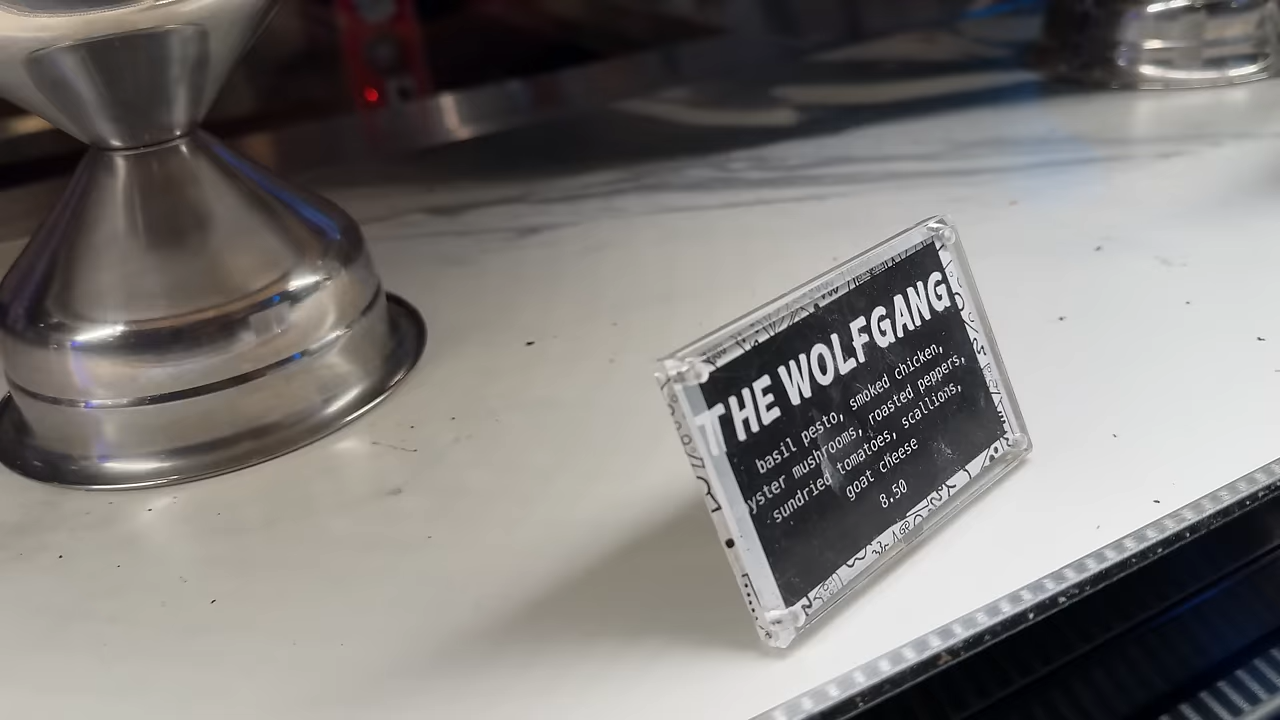 THE WOLFGANG
basil pesto, smoked chicken,
yster mushrooms, roasted peppers,
sundried tomatoes, scallions,
goat cheese
8.50